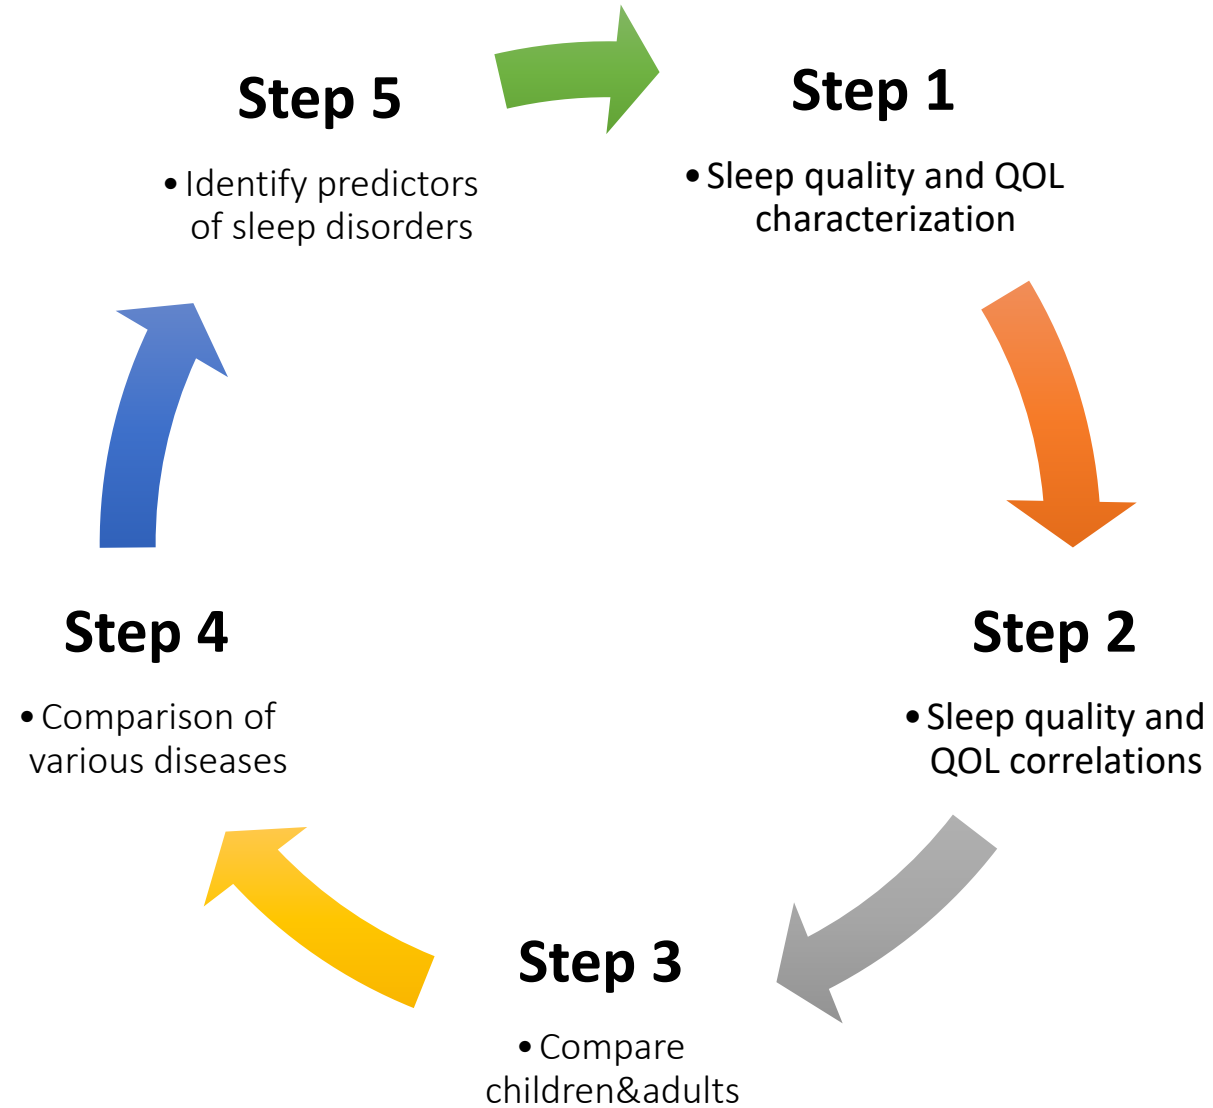 Step 1
•Sleep quality and QOL
characterization
Step 2
•Sleep quality and
QOL correlations
Step 3
•Compare
children&adults
Step 4
•Comparison of
various diseases
Step 5
•Identify predictors
of sleep disorders